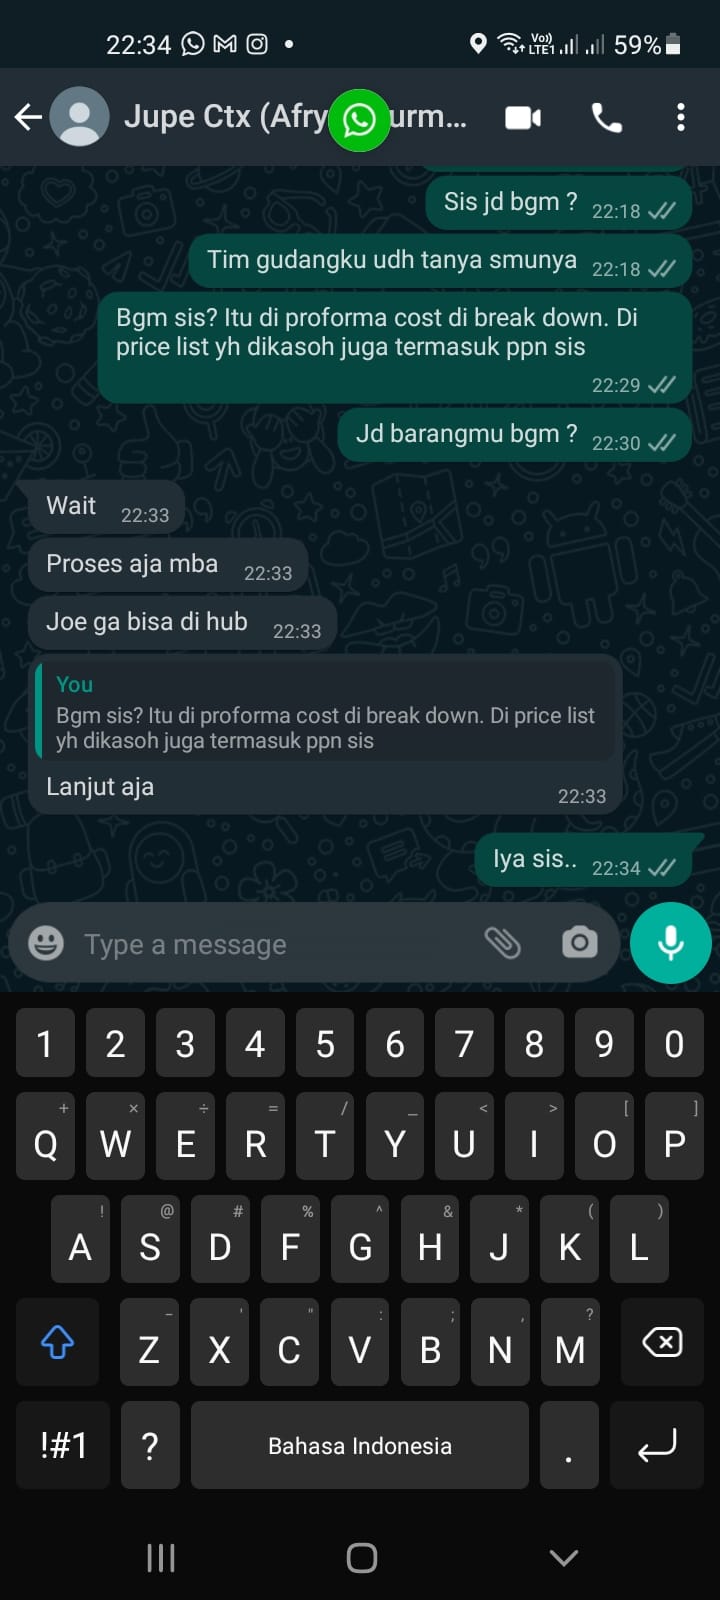 22:34
Vo))
LTE1
59%
Jupe Ctx (Afry
urm...
Sis jd bgm ? 22:18
Tim gudangku udh tanya smunya 22:18
Bgm sis? Itu di proforma cost di break down. Di
price list yh dikasoh juga termasuk ppn sis
22:29
Jd barangmu bgm ? 22:30
Wait 22:33
Proses aja mba 22:33
Joe ga bisa di hub 22:33
You
Bgm sis? Itu di proforma cost di break down. Di price list
yh dikasoh juga termasuk ppn sis
Lanjut aja 22:33
Iya sis.. 22:34
Type a message
1 2 3 4 5 6 7 8 9 0
+ × ÷ = / _ < > [ ]
Q W E R T Y U I O P
! @ # % ^ & * ( )
A S D F G H J K L
- ' " : ; , ?
Z X C V B N M
!#1 ? Bahasa Indonesia .